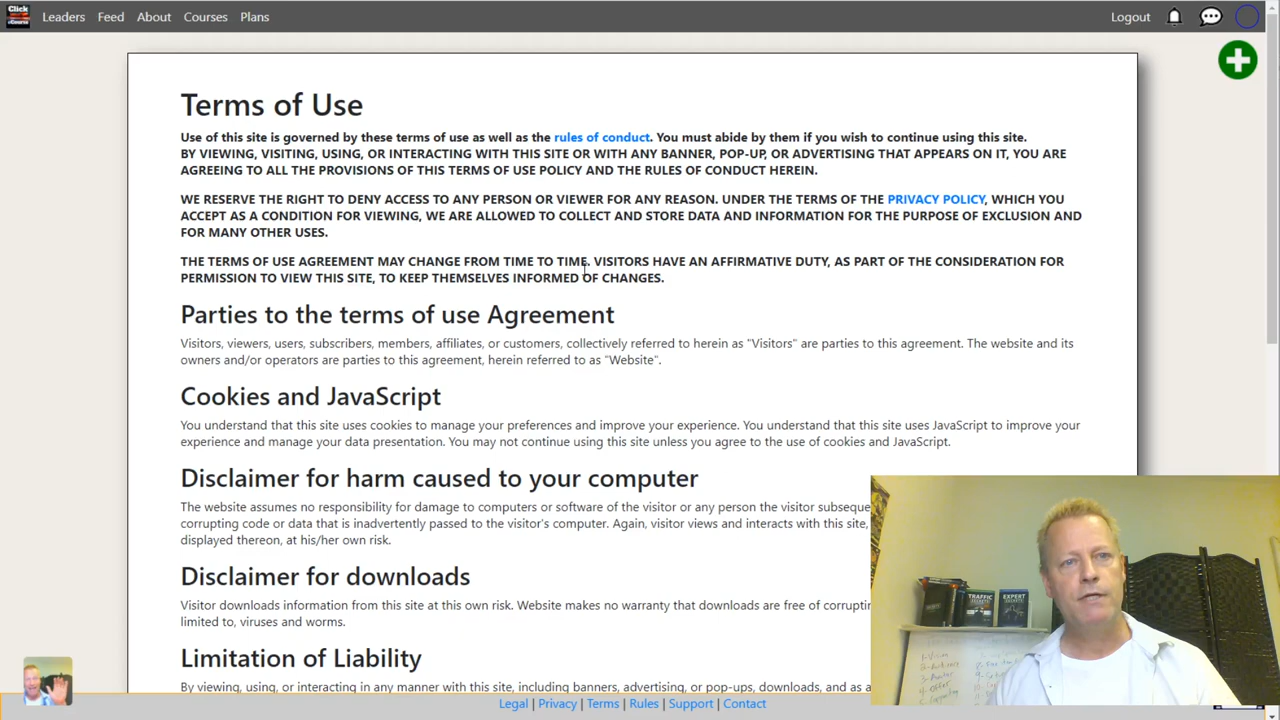 Click
eCourse
Leaders Feed About Courses Plans
Logout
Terms of Use
Use of this site is governed by these terms of use as well as the rules of conduct. You must abide by them if you wish to continue using this site.
BY VIEWING, VISITING, USING, OR INTERACTING WITH THIS SITE OR WITH ANY BANNER, POP-UP, OR ADVERTISING THAT APPEARS ON IT, YOU ARE
AGREEING TO ALL THE PROVISIONS OF THIS TERMS OF USE POLICY AND THE RULES OF CONDUCT HEREIN.
WE RESERVE THE RIGHT TO DENY ACCESS TO ANY PERSON OR VIEWER FOR ANY REASON. UNDER THE TERMS OF THE PRIVACY POLICY, WHICH YOU
ACCEPT AS A CONDITION FOR VIEWING, WE ARE ALLOWED TO COLLECT AND STORE DATA AND INFORMATION FOR THE PURPOSE OF EXCLUSION AND
FOR MANY OTHER USES.
THE TERMS OF USE AGREEMENT MAY CHANGE FROM TIME TO TIME. VISITORS HAVE AN AFFIRMATIVE DUTY, AS PART OF THE CONSIDERATION FOR
PERMISSION TO VIEW THIS SITE, TO KEEP THEMSELVES INFORMED OF CHANGES.
Parties to the terms of use Agreement
Visitors, viewers, users, subscribers, members, affiliates, or customers, collectively referred to herein as "Visitors" are parties to this agreement. The website and its
owners and/or operators are parties to this agreement, herein referred to as "Website".
Cookies and JavaScript
You understand that this site uses cookies to manage your preferences and improve your experience. You understand that this site uses JavaScript to improve your
experience and manage your data presentation. You may not continue using this site unless you agree to the use of cookies and JavaScript.
Disclaimer for harm caused to your computer
The website assumes no responsibility for damage to computers or software of the visitor or any person the visitor subseque
corrupting code or data that is inadvertently passed to the visitor's computer. Again, visitor views and interacts with this site,
displayed thereon, at his/her own risk.
Disclaimer for downloads
Visitor downloads information from this site at this own risk. Website makes no warranty that downloads are free of corruptin
limited to, viruses and worms.
Limitation of Liability
By viewing, using, or interacting in any manner with this site, including banners, advertising, or pop-ups, downloads, and as a
TRAFFIC
SECRETS
EXPERT
SECRETS
Legal | Privacy | Terms | Rules | Support | Contact